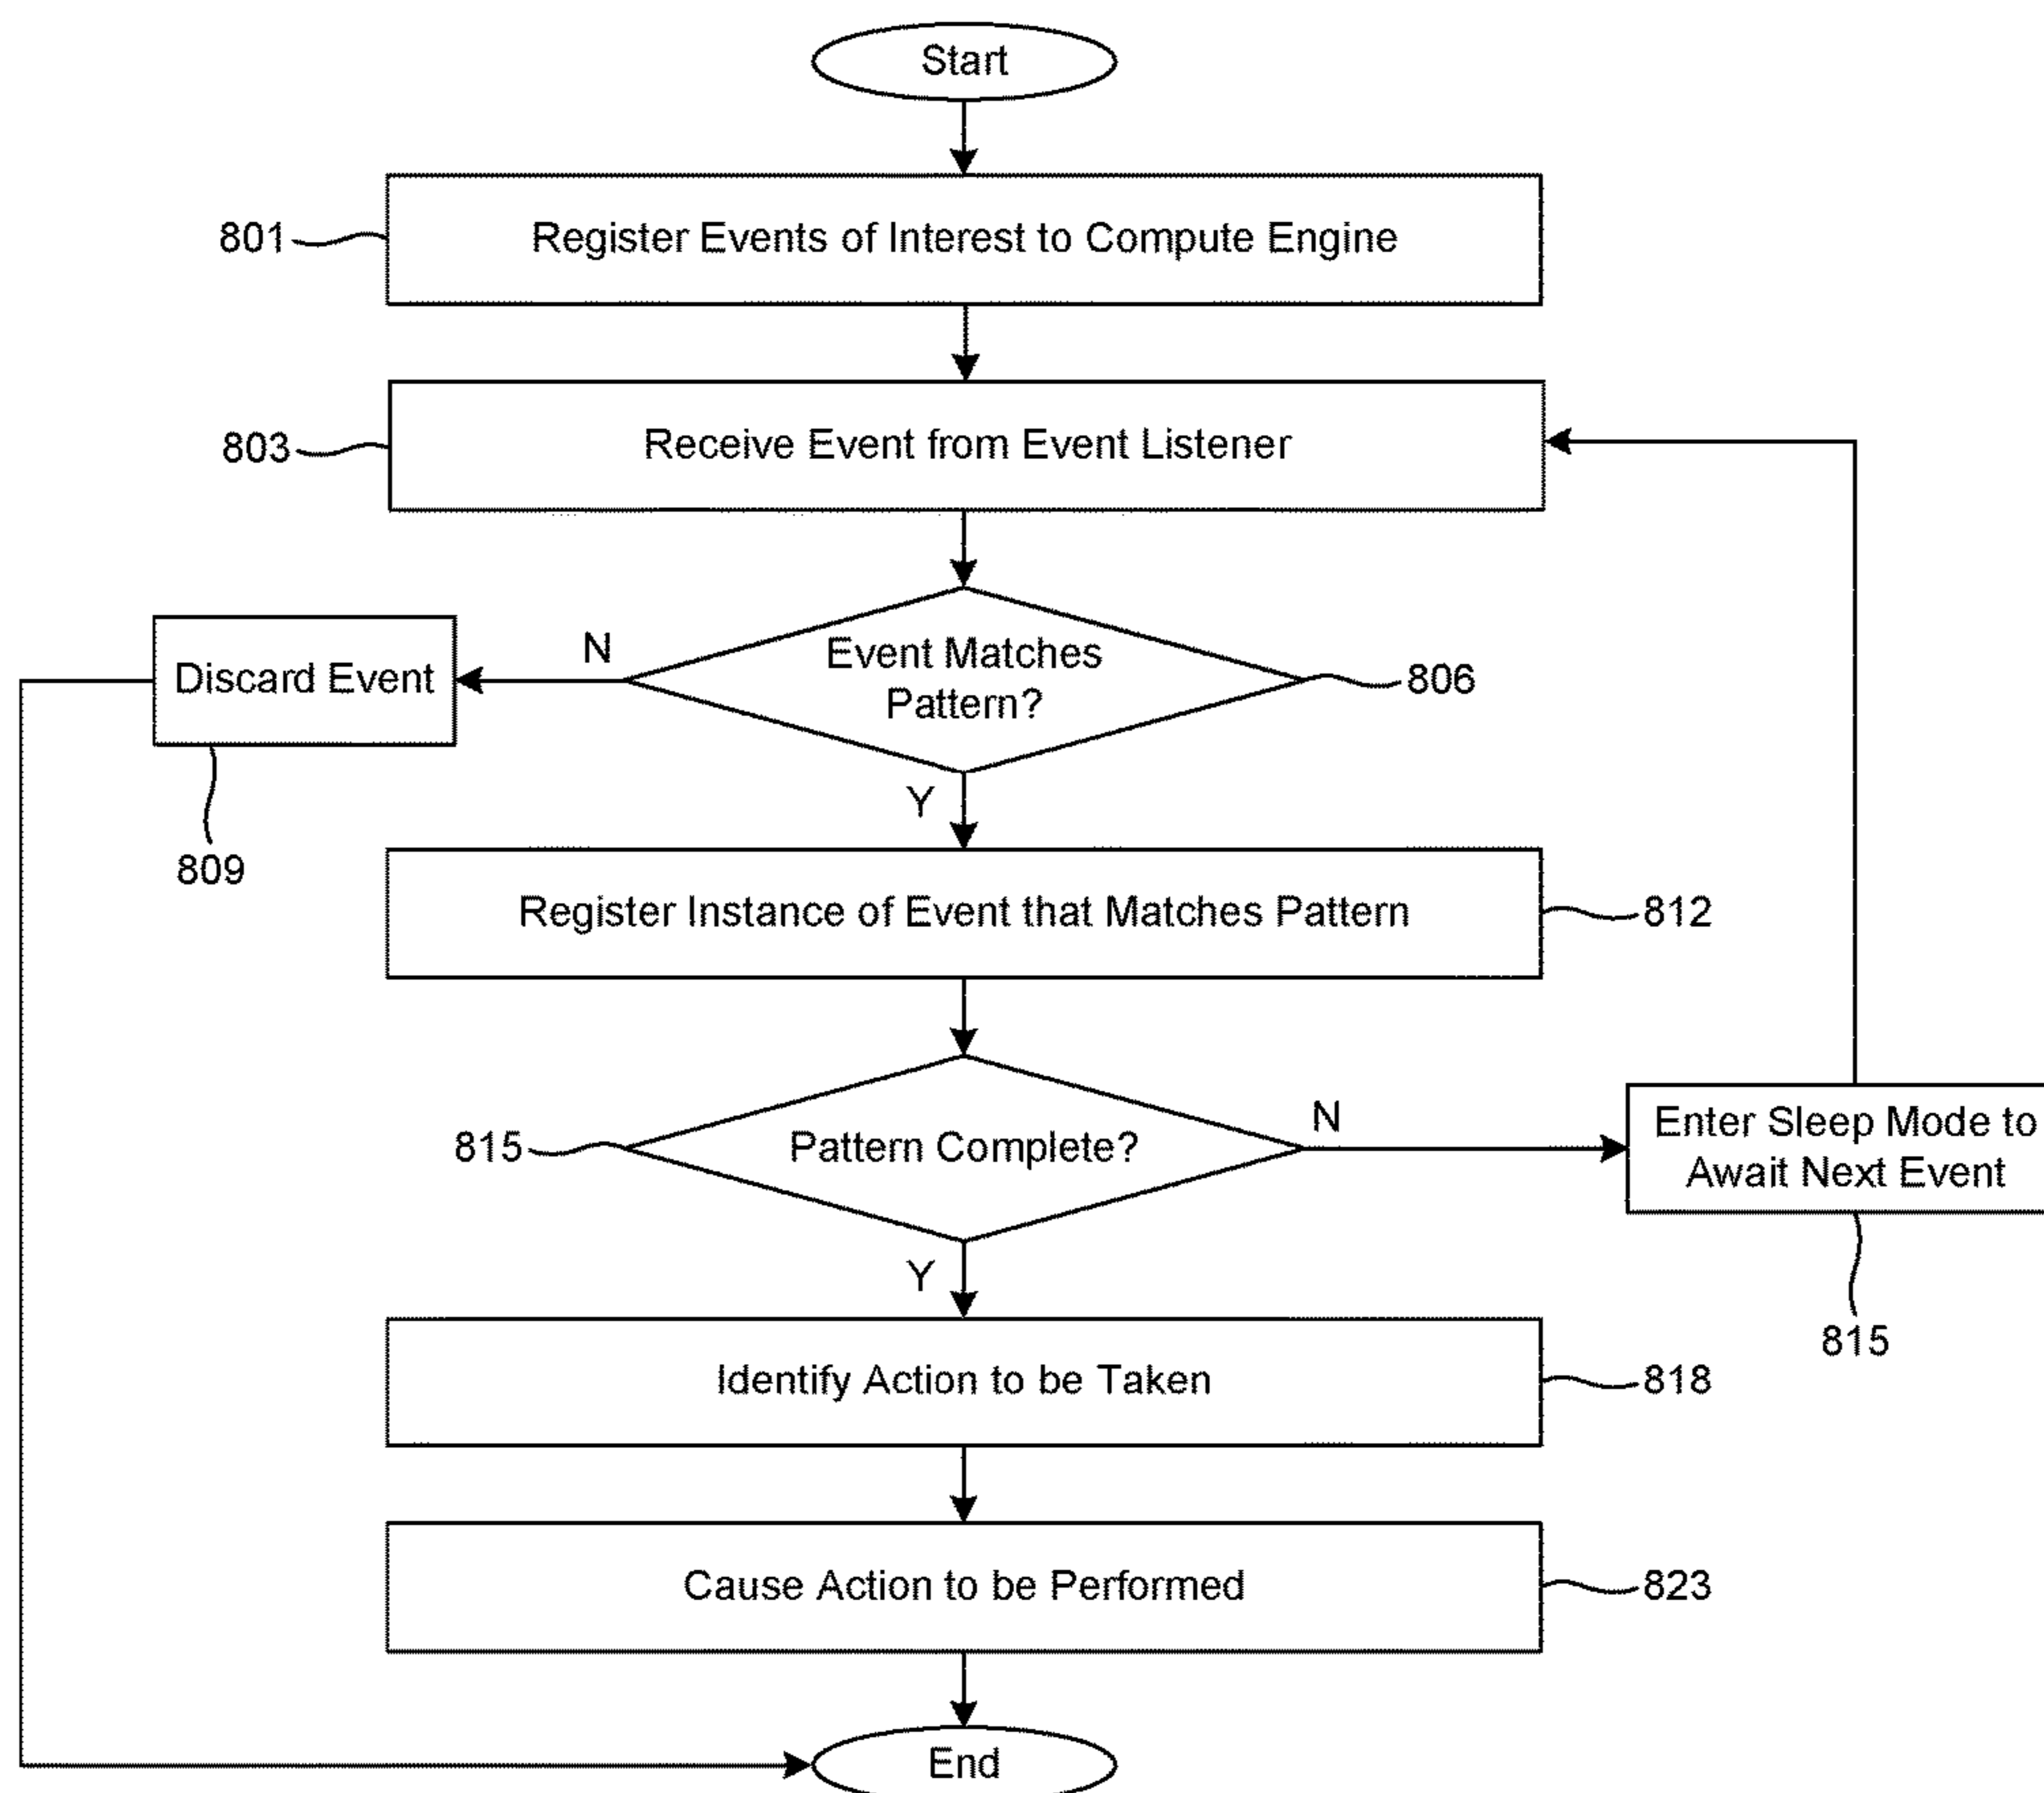 Start
801
Register Events of Interest to Compute Engine
803
Receive Event from Event Listener
Discard Event
N
Event Matches
Pattern?
806
809
Y
Register Instance of Event that Matches Pattern
812
815
Pattern Complete?
N
Enter Sleep Mode to
Await Next Event
815
Y
Identify Action to be Taken
818
Cause Action to be Performed
823
End